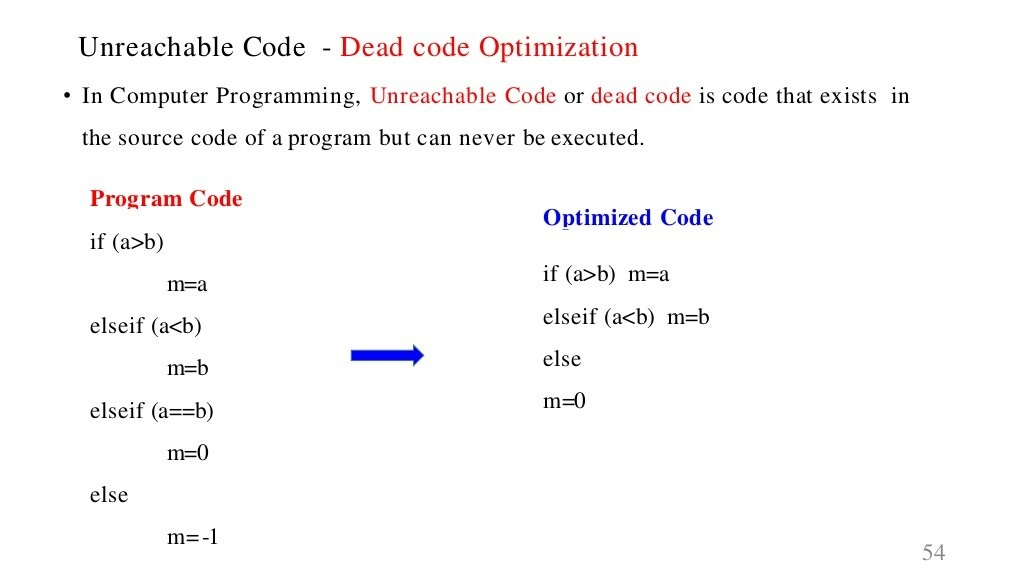 Unreachable Code - Dead code Optimization
• In Computer Programming, Unreachable Code or dead code is code that exists in
the source code of a program but can never be executed.
Program Code
if (a>b)
m=a
elseif (a<b)
m=b
elseif (a==b)
m=0
else
m=-1
Optimized Code
if (a>b) m=a
elseif (a<b) m=b
else
m=0
54